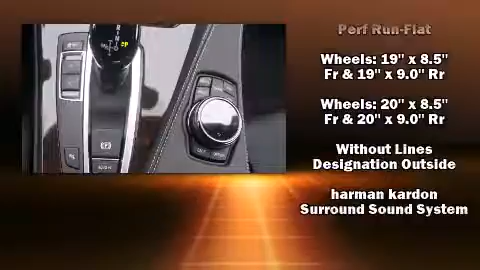 Perf Run-Flat
Wheels: 19" x 8.5"
Fr & 19" x 9.0" Rr
Wheels: 20" x 8.5"
Fr & 20" x 9.0" Rr
Without Lines
Designation Outside
harman kardon
Surround Sound System